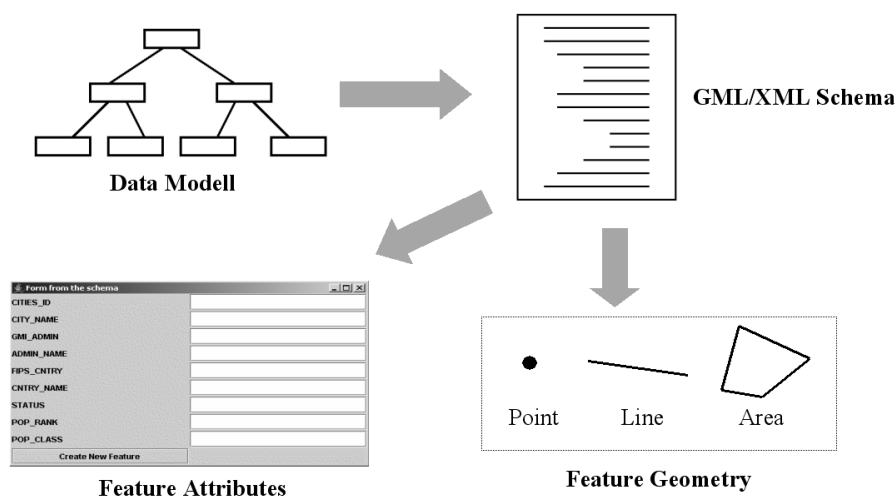 GML/XML Schema
Data Modell
Form from the schema
CITIES_ID
CITY_NAME
GMI_ADMIN
ADMIN_NAME
FIPS_CNTRY
CNTRY_NAME
STATUS
POP_RANK
POP_CLASS
Create New Feature
Feature Attributes
Point Line Area
Feature Geometry